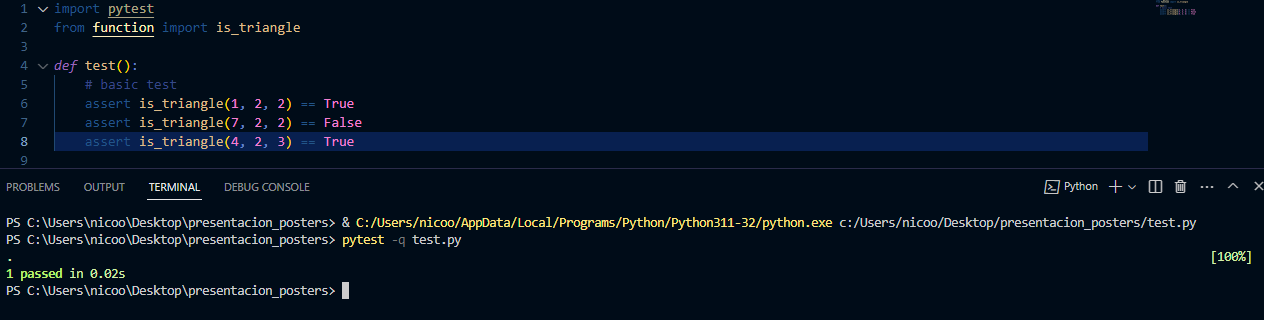 1 import pytest
2 from function import is_triangle
3
4 def test():
5 # basic test
6 assert is_triangle(1, 2, 2) == True
7 assert is_triangle(7, 2, 2) == False
8 assert is_triangle(4, 2, 3) == True
9
PROBLEMS OUTPUT TERMINAL DEBUG CONSOLE Python
PS C:\Users\nicoo\Desktop\presentacion_posters> & C:/Users/nicoo/AppData/Local/Programs/Python/Python311-32/python.exe c:/Users/nicoo/Desktop/presentacion_posters/test.py
PS C:\Users\nicoo\Desktop\presentacion_posters> pytest -q test.py
. [100%]
1 passed in 0.02s
PS C:\Users\nicoo\Desktop\presentacion_posters>